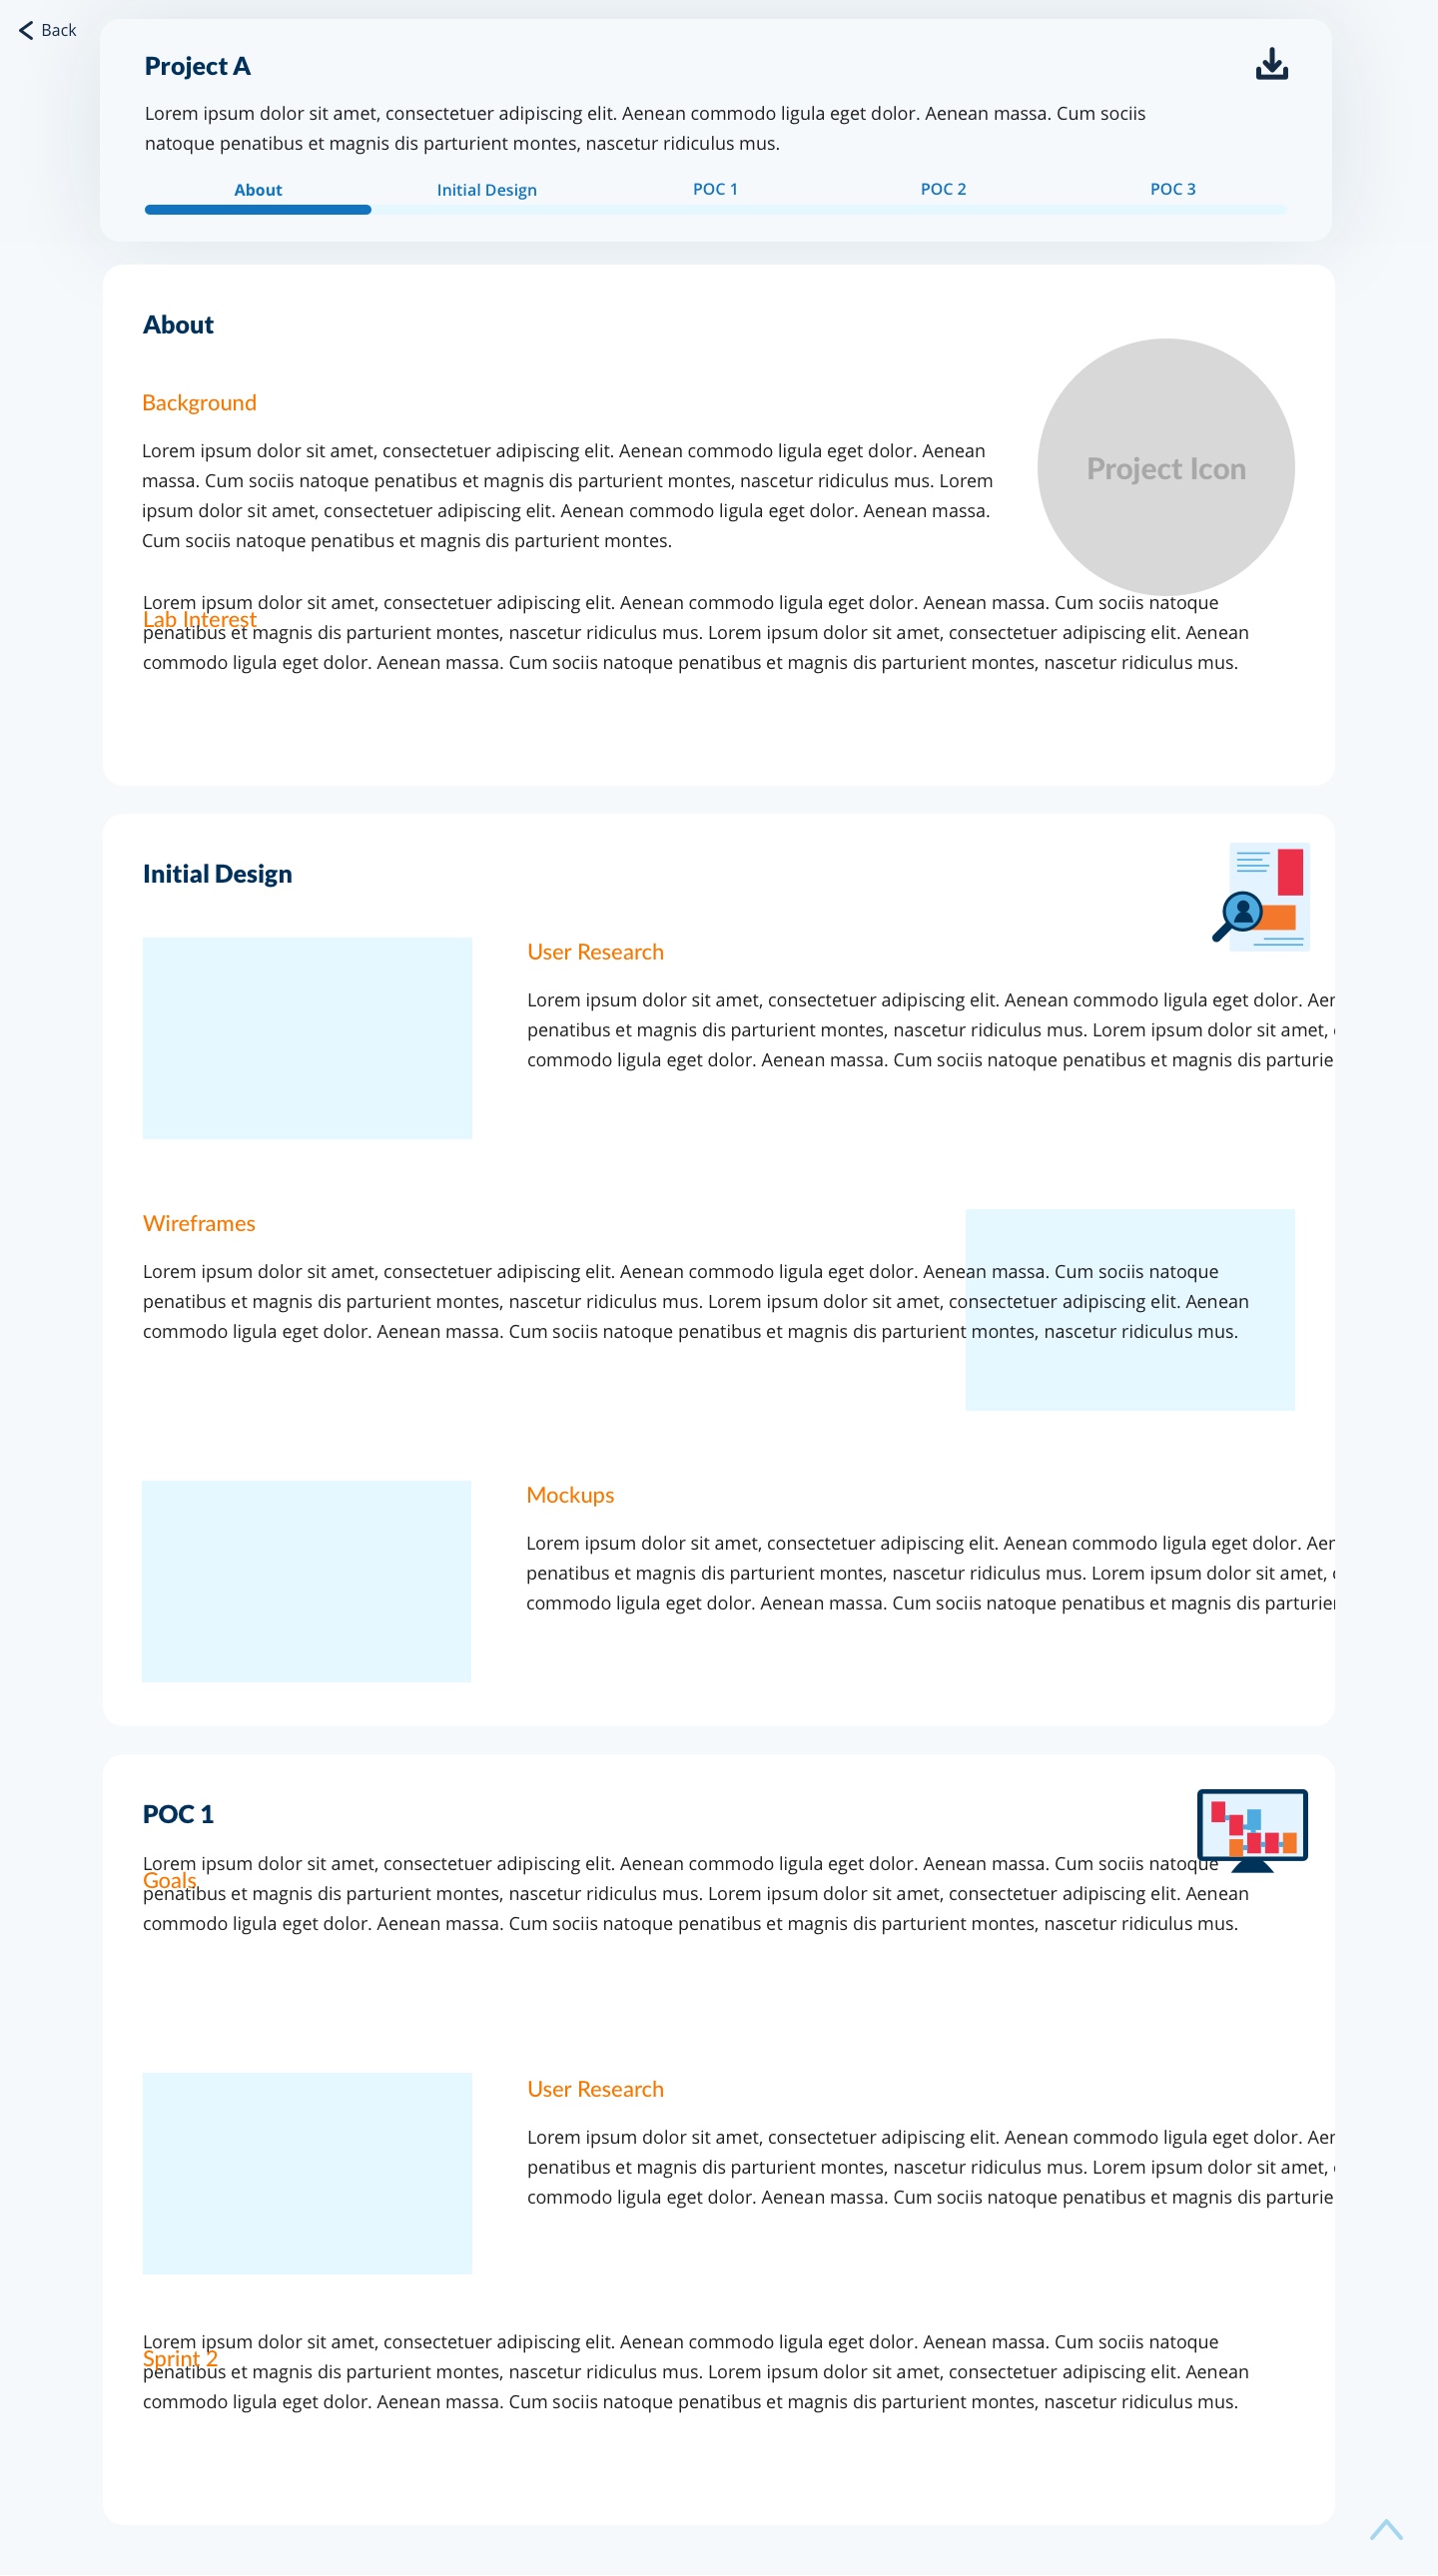 Back
Project A
Lorem ipsum dolor sit amet, consectetuer adipiscing elit. Aenean commodo ligula eget dolor. Aenean massa. Cum sociis
natoque penatibus et magnis dis parturient montes, nascetur ridiculus mus.
About
Initial Design
POC 1
POC 2
POC 3
About
Background
Lorem ipsum dolor sit amet, consectetuer adipiscing elit. Aenean commodo ligula eget dolor. Aenean
massa. Cum sociis natoque penatibus et magnis dis parturient montes, nascetur ridiculus mus. Lorem
ipsum dolor sit amet, consectetuer adipiscing elit. Aenean commodo ligula eget dolor. Aenean massa.
Cum sociis natoque penatibus et magnis dis parturient montes.
Project Icon
Lab Interest
Lorem ipsum dolor sit amet, consectetuer adipiscing elit. Aenean commodo ligula eget dolor. Aenean massa. Cum sociis natoque
penatibus et magnis dis parturient montes, nascetur ridiculus mus. Lorem ipsum dolor sit amet, consectetuer adipiscing elit. Aenean
commodo ligula eget dolor. Aenean massa. Cum sociis natoque penatibus et magnis dis parturient montes, nascetur ridiculus mus.
Initial Design
User Research
Lorem ipsum dolor sit amet, consectetuer adipiscing elit. Aenean commodo ligula eget dolor. Aen
penatibus et magnis dis parturient montes, nascetur ridiculus mus. Lorem ipsum dolor sit amet,
commodo ligula eget dolor. Aenean massa. Cum sociis natoque penatibus et magnis dis parturie
Wireframes
Lorem ipsum dolor sit amet, consectetuer adipiscing elit. Aenean commodo ligula eget dolor. Aenean massa. Cum sociis natoque
penatibus et magnis dis parturient montes, nascetur ridiculus mus. Lorem ipsum dolor sit amet, consectetuer adipiscing elit. Aenean
commodo ligula eget dolor. Aenean massa. Cum sociis natoque penatibus et magnis dis parturient montes, nascetur ridiculus mus.
Mockups
Lorem ipsum dolor sit amet, consectetuer adipiscing elit. Aenean commodo ligula eget dolor. Aen
penatibus et magnis dis parturient montes, nascetur ridiculus mus. Lorem ipsum dolor sit amet,
commodo ligula eget dolor. Aenean massa. Cum sociis natoque penatibus et magnis dis parturien
POC 1
Goals
Lorem ipsum dolor sit amet, consectetuer adipiscing elit. Aenean commodo ligula eget dolor. Aenean massa. Cum sociis natoque
penatibus et magnis dis parturient montes, nascetur ridiculus mus. Lorem ipsum dolor sit amet, consectetuer adipiscing elit. Aenean
commodo ligula eget dolor. Aenean massa. Cum sociis natoque penatibus et magnis dis parturient montes, nascetur ridiculus mus.
User Research
Lorem ipsum dolor sit amet, consectetuer adipiscing elit. Aenean commodo ligula eget dolor. Aen
penatibus et magnis dis parturient montes, nascetur ridiculus mus. Lorem ipsum dolor sit amet,
commodo ligula eget dolor. Aenean massa. Cum sociis natoque penatibus et magnis dis parturie
Sprint 2
Lorem ipsum dolor sit amet, consectetuer adipiscing elit. Aenean commodo ligula eget dolor. Aenean massa. Cum sociis natoque
penatibus et magnis dis parturient montes, nascetur ridiculus mus. Lorem ipsum dolor sit amet, consectetuer adipiscing elit. Aenean
commodo ligula eget dolor. Aenean massa. Cum sociis natoque penatibus et magnis dis parturient montes, nascetur ridiculus mus.